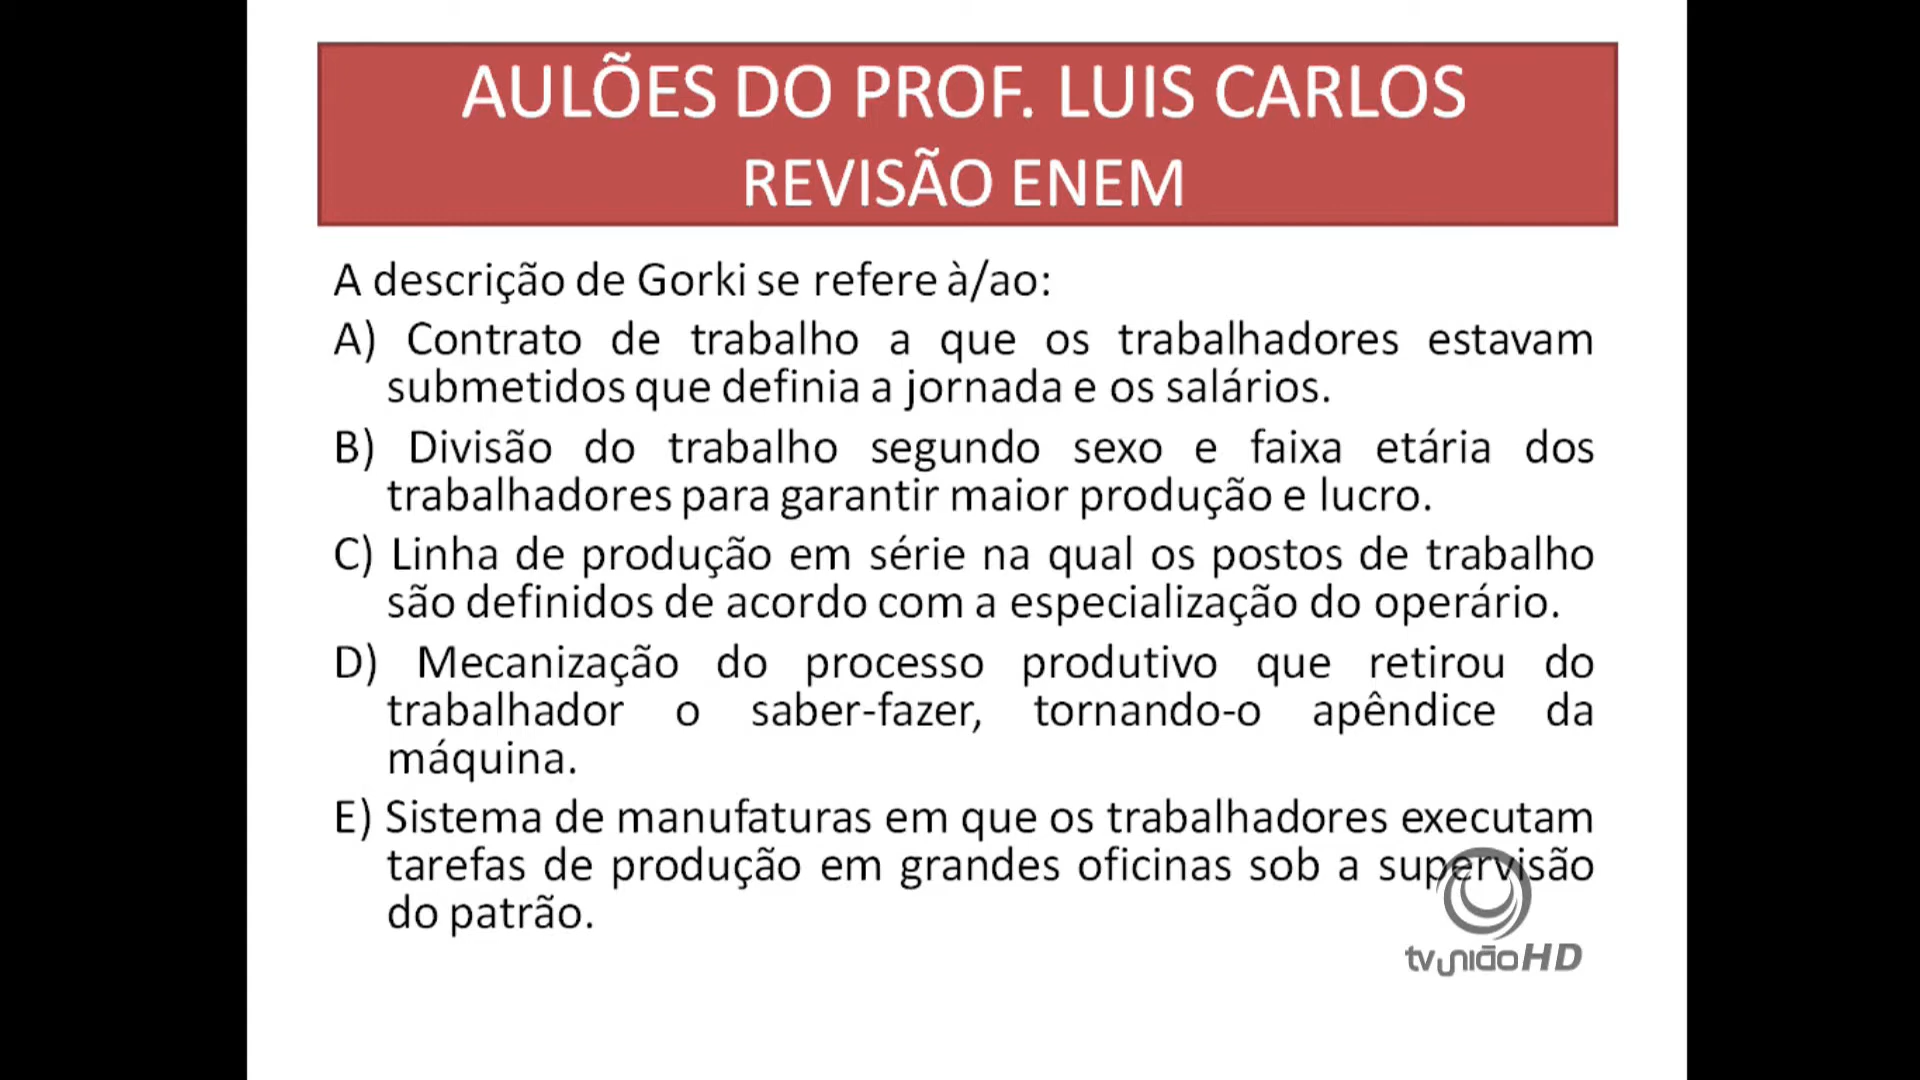 AULÕES DO PROF. LUIS CARLOS
REVISÃO ENEM
A descrição de Gorki se refere à/ao:
A) Contrato de trabalho a que os trabalhadores estavam
submetidos que definia a jornada e os salários.
B) Divisão do trabalho segundo sexo e faixa etária dos
trabalhadores para garantir maior produção e lucro.
C) Linha de produção em série na qual os postos de trabalho
são definidos de acordo com a especialização do operário.
D) Mecanização do processo produtivo que retirou do
trabalhador o saber-fazer, tornando-o apêndice da
máquina.
E) Sistema de manufaturas em que os trabalhadores executam
tarefas de produção em grandes oficinas sob a supervisão
do patrão.
tvuniãoHD